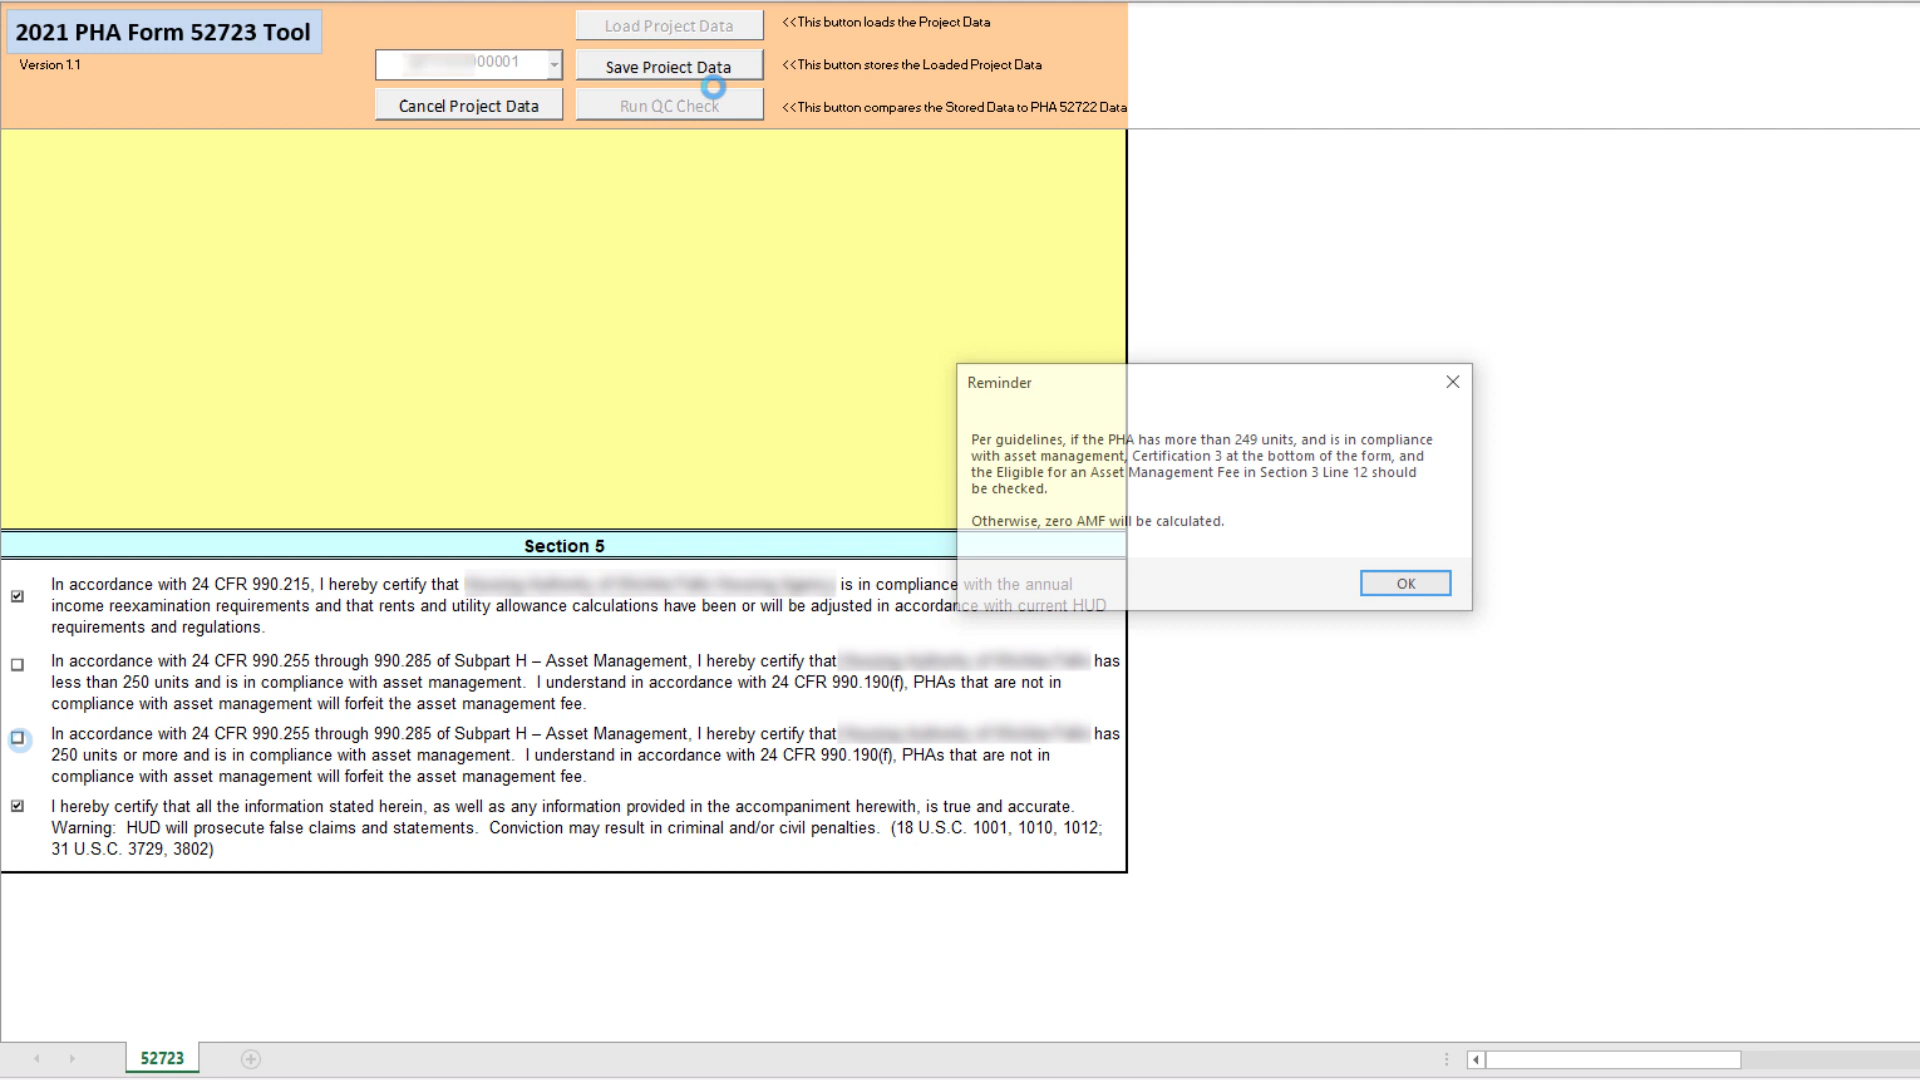 2021 PHA Form 52723 Tool
Version 1.1
00001
Load Project Data
<<This button loads the Project Data
Save Project Data
<<This button stores the Loaded Project Data
Cancel Project Data
Run QC Check
<<This button compares the Stored Data to PHA 52722 Data
Reminder
Per guidelines, if the PHA has more than 249 units, and is in compliance
with asset management, Certification 3 at the bottom of the form, and
the Eligible for an Asset Management Fee in Section 3 Line 12 should
be checked.
Otherwise, zero AMF will be calculated.
OK
Section 5
In accordance with 24 CFR 990.215, I hereby certify that is in compliance with the annual
income reexamination requirements and that rents and utility allowance calculations have been or will be adjusted in accordance with current HUD
requirements and regulations.
In accordance with 24 CFR 990.255 through 990.285 of Subpart H – Asset Management, I hereby certify that has
less than 250 units and is in compliance with asset management. I understand in accordance with 24 CFR 990.190(f), PHAs that are not in
compliance with asset management will forfeit the asset management fee.
In accordance with 24 CFR 990.255 through 990.285 of Subpart H – Asset Management, I hereby certify that has
250 units or more and is in compliance with asset management. I understand in accordance with 24 CFR 990.190(f), PHAs that are not in
compliance with asset management will forfeit the asset management fee.
I hereby certify that all the information stated herein, as well as any information provided in the accompaniment herewith, is true and accurate.
Warning: HUD will prosecute false claims and statements. Conviction may result in criminal and/or civil penalties. (18 U.S.C. 1001, 1010, 1012;
31 U.S.C. 3729, 3802)
52723